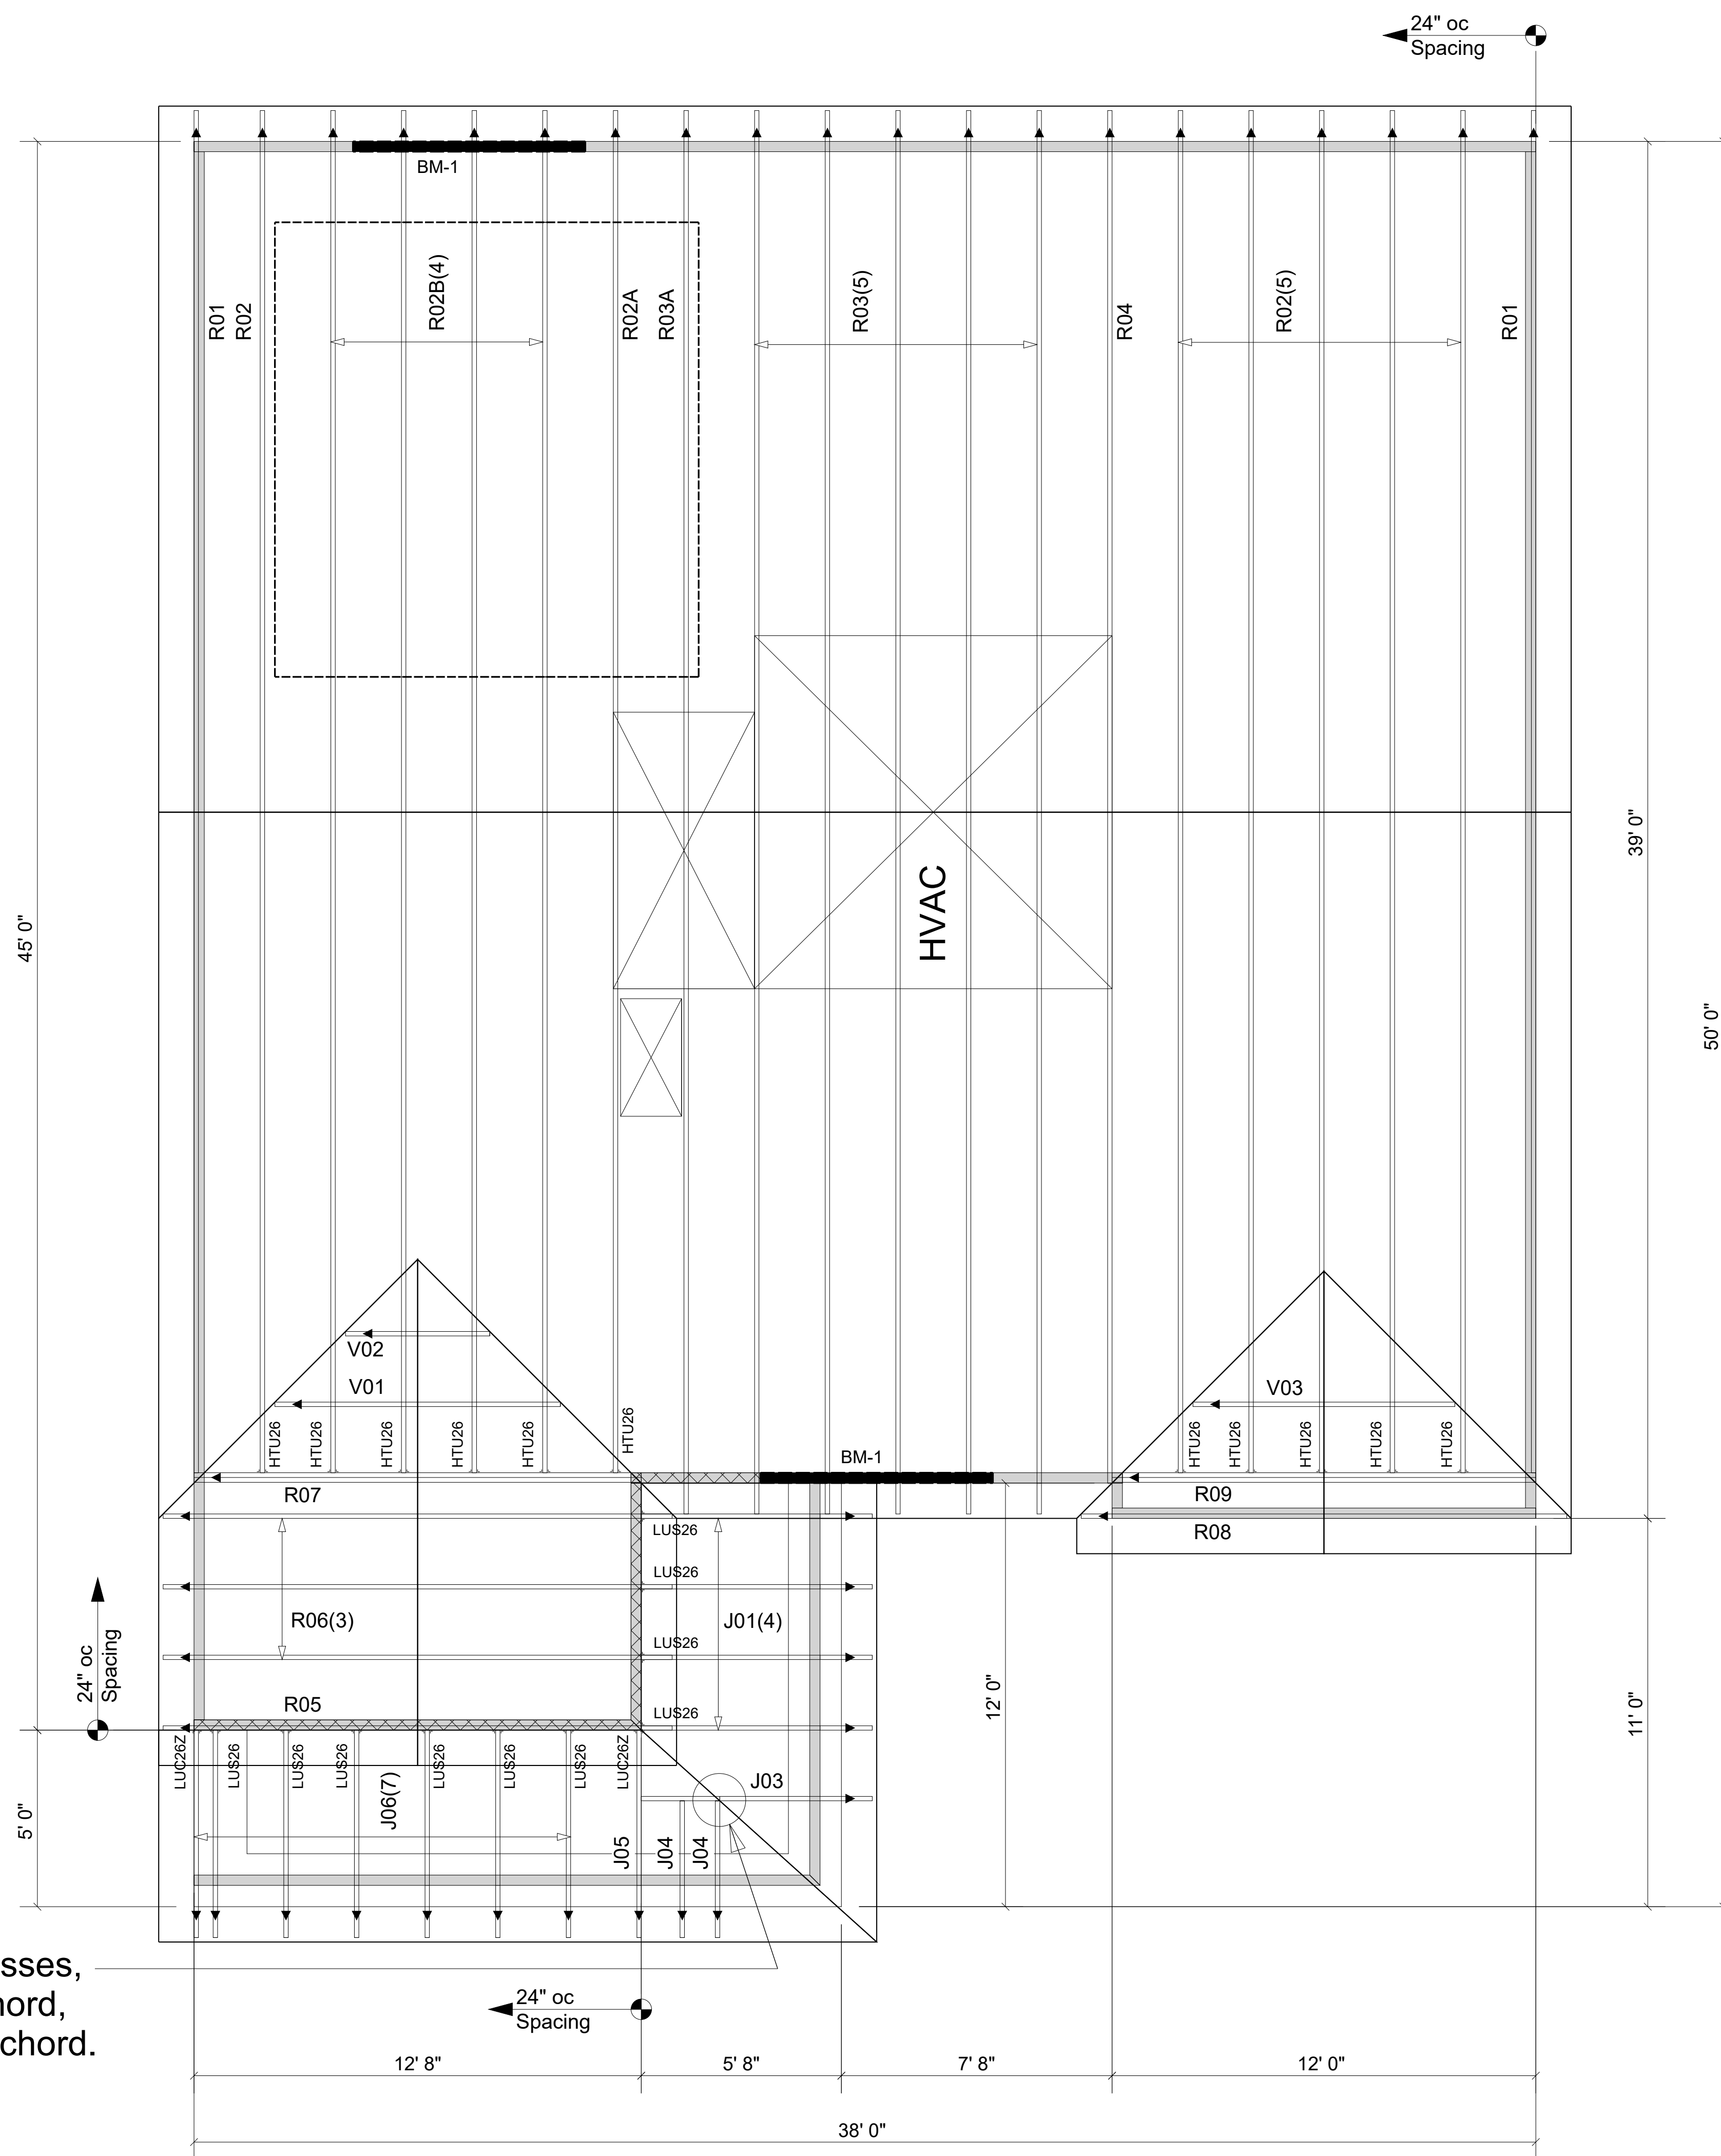 24" oc
Spacing
BM-1
R01
R02
R02B(4)
R02A
R03A
R03(5)
R04
R02(5)
R01
45' 0"
39' 0"
50' 0"
HVAC
V02
V01
V03
HTU26
HTU26
HTU26
HTU26
HTU26
HTU26
HTU26
HTU26
HTU26
HTU26
HTU26
BM-1
R07
R09
R08
LUS26
LUS26
LUS26
LUS26
R06(3)
J01(4)
R05
24" oc
Spacing
12' 0"
11' 0"
LUC26Z
LUS26
LUS26
LUS26
LUS26
LUS26
LUS26
LUC26Z
J06(7)
J03
J05
J04
J04
5' 0"
chord.
24" oc
Spacing
12' 8"
5' 8"
7' 8"
12' 0"
38' 0"